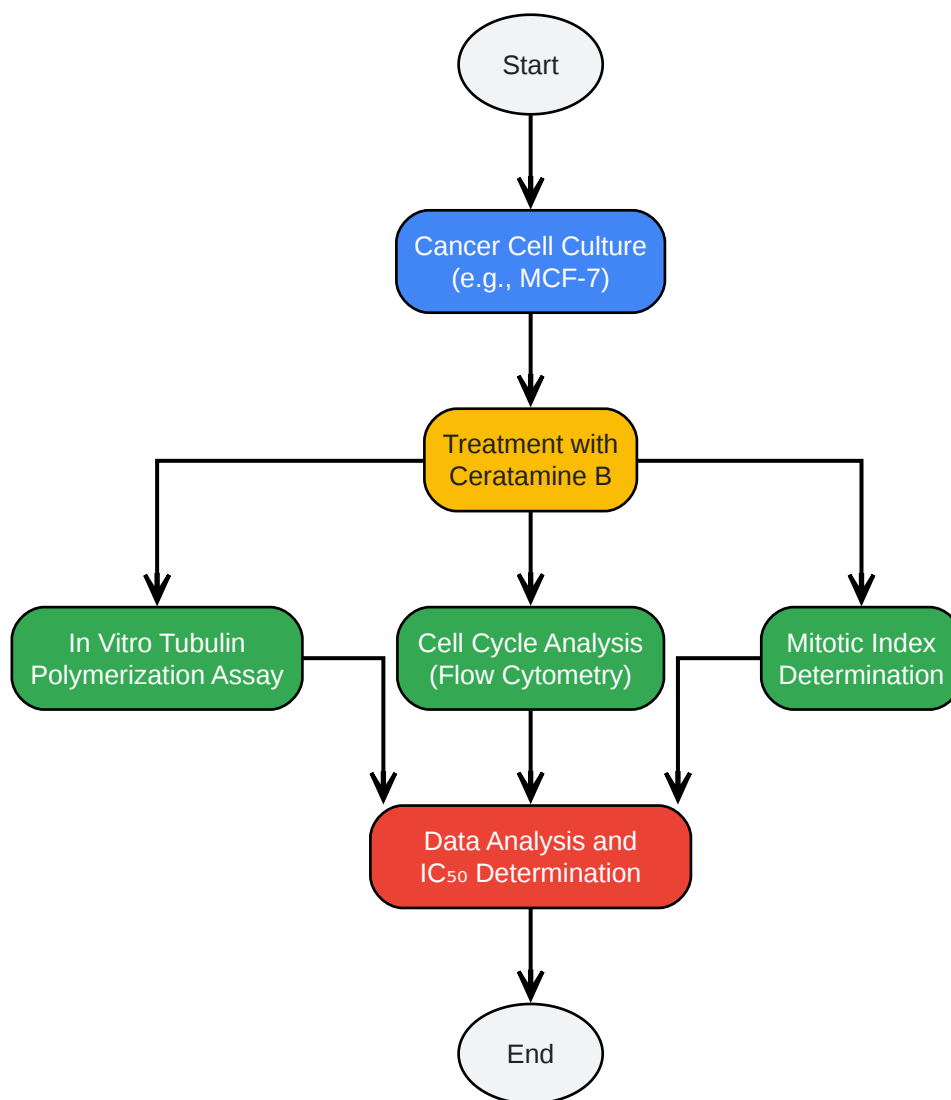 Start
Cancer Cell Culture
(e.g., MCF-7)
Treatment with
Ceratamine B
In Vitro Tubulin
Polymerization Assay
Cell Cycle Analysis
(Flow Cytometry)
Mitotic Index
Determination
Data Analysis and
IC₅₀ Determination
End